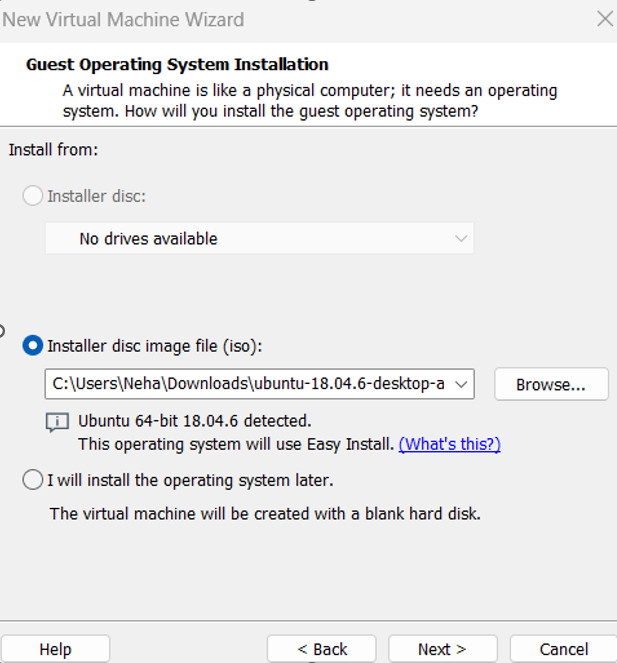 New Virtual Machine Wizard
Guest Operating System Installation
A virtual machine is like a physical computer; it needs an operating
system. How will you install the guest operating system?
Install from:
Installer disc:
No drives available
Installer disc image file (iso):
C:\Users\Neha\Downloads\ubuntu-18.04.6-desktop-a
Browse...
Ubuntu 64-bit 18.04.6 detected.
This operating system will use Easy Install. (What's this?)
I will install the operating system later.
The virtual machine will be created with a blank hard disk.
Help
< Back
Next >
Cancel